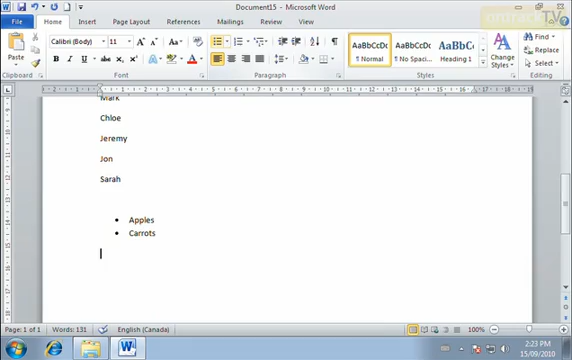 Document15 - Microsoft Word
File Home Insert Page Layout References Mailings Review View
Calibri (Body) 11
Paste
AaBbCcDc AaBbCcDc AaBbCc
¶ Normal ¶ No Spaci... Heading 1
Change Styles
Find
Replace
Select
Clipboard Font Paragraph Styles Editing
Mark
Chloe
Jeremy
Jon
Sarah
• Apples
• Carrots
Page: 1 of 1 Words: 131 English (Canada) 100%
2:23 PM
15/09/2010